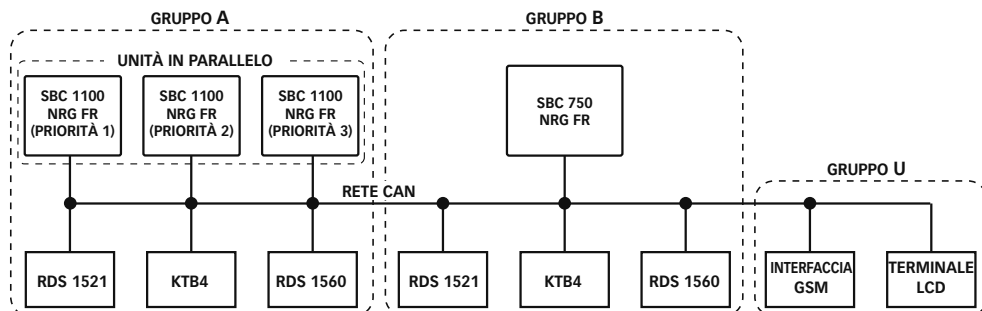 GRUPPO A
GRUPPO B
UNITÀ IN PARALLELO
SBC 1100
NRG FR
(PRIORITÀ 1)
SBC 1100
NRG FR
(PRIORITÀ 2)
SBC 1100
NRG FR
(PRIORITÀ 3)
SBC 750
NRG FR
GRUPPO U
RETE CAN
RDS 1521
KTB4
RDS 1560
RDS 1521
KTB4
RDS 1560
INTERFACCIA
GSM
TERMINALE
LCD